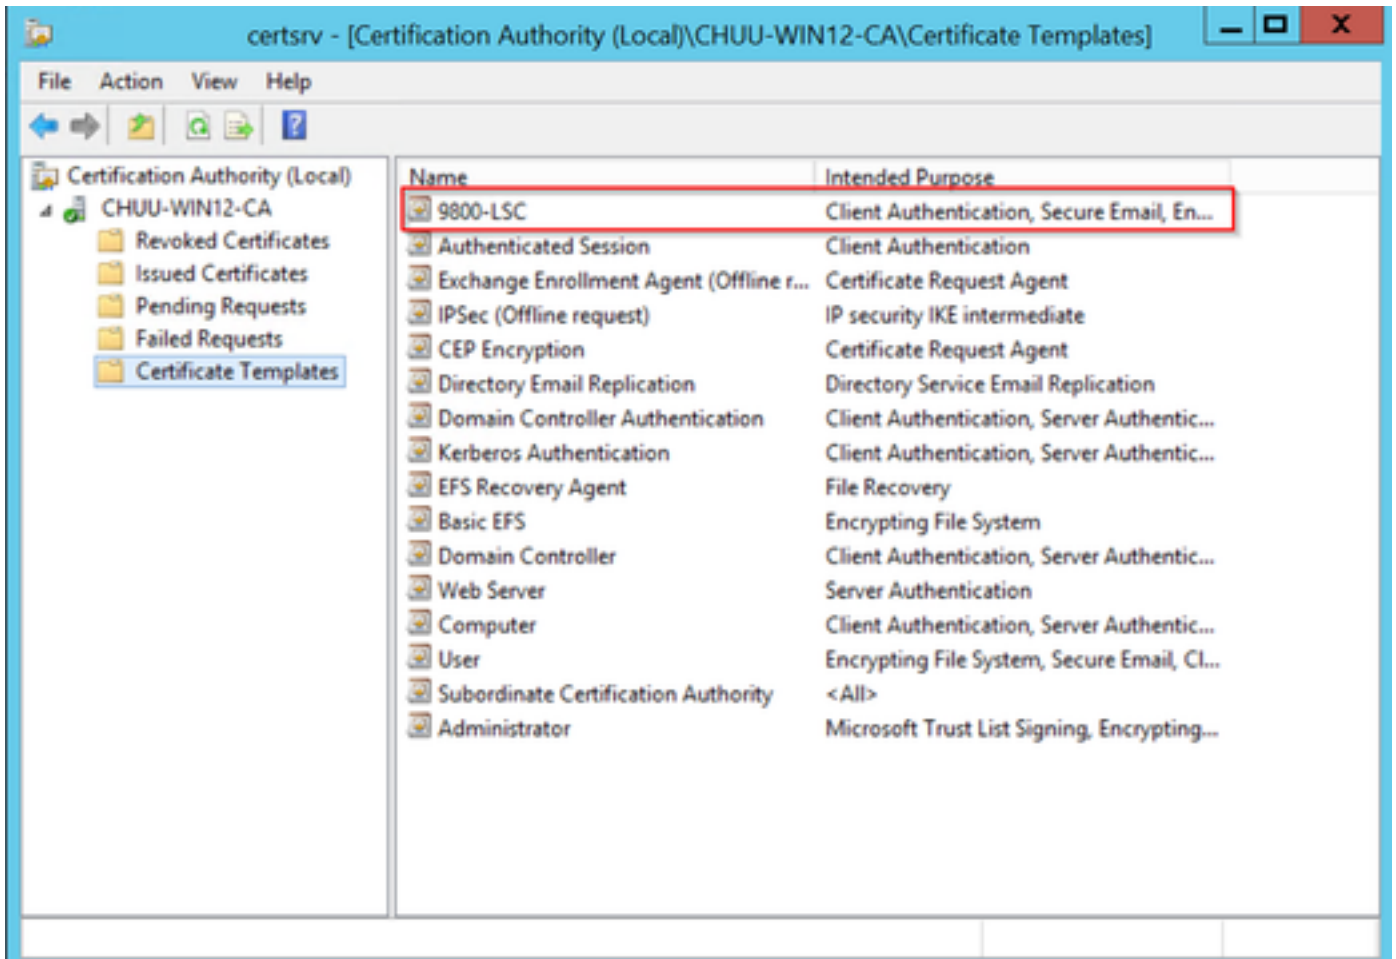 certsrv - [Certification Authority (Local)\CHUU-WIN12-CA\Certificate Templates]
File Action View Help
Certification Authority (Local)
CHUU-WIN12-CA
Revoked Certificates
Issued Certificates
Pending Requests
Failed Requests
Certificate Templates
Name Intended Purpose
9800-LSC Client Authentication, Secure Email, En...
Authenticated Session Client Authentication
Exchange Enrollment Agent (Offline r... Certificate Request Agent
IPSec (Offline request) IP security IKE intermediate
CEP Encryption Certificate Request Agent
Directory Email Replication Directory Service Email Replication
Domain Controller Authentication Client Authentication, Server Authentic...
Kerberos Authentication Client Authentication, Server Authentic...
EFS Recovery Agent File Recovery
Basic EFS Encrypting File System
Domain Controller Client Authentication, Server Authentic...
Web Server Server Authentication
Computer Client Authentication, Server Authentic...
User Encrypting File System, Secure Email, Cl...
Subordinate Certification Authority <All>
Administrator Microsoft Trust List Signing, Encrypting...